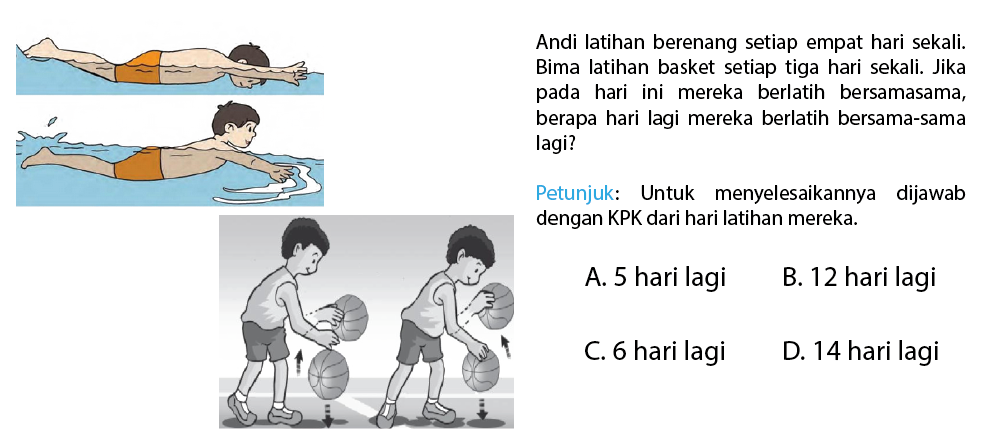 Andi latihan berenang setiap empat hari sekali.
Bima latihan basket setiap tiga hari sekali. Jika
pada hari ini mereka berlatih bersamasama,
berapa hari lagi mereka berlatih bersama-sama
lagi?
Petunjuk: Untuk menyelesaikannya dijawab
dengan KPK dari hari latihan mereka.
A. 5 hari lagi B. 12 hari lagi
C. 6 hari lagi D. 14 hari lagi